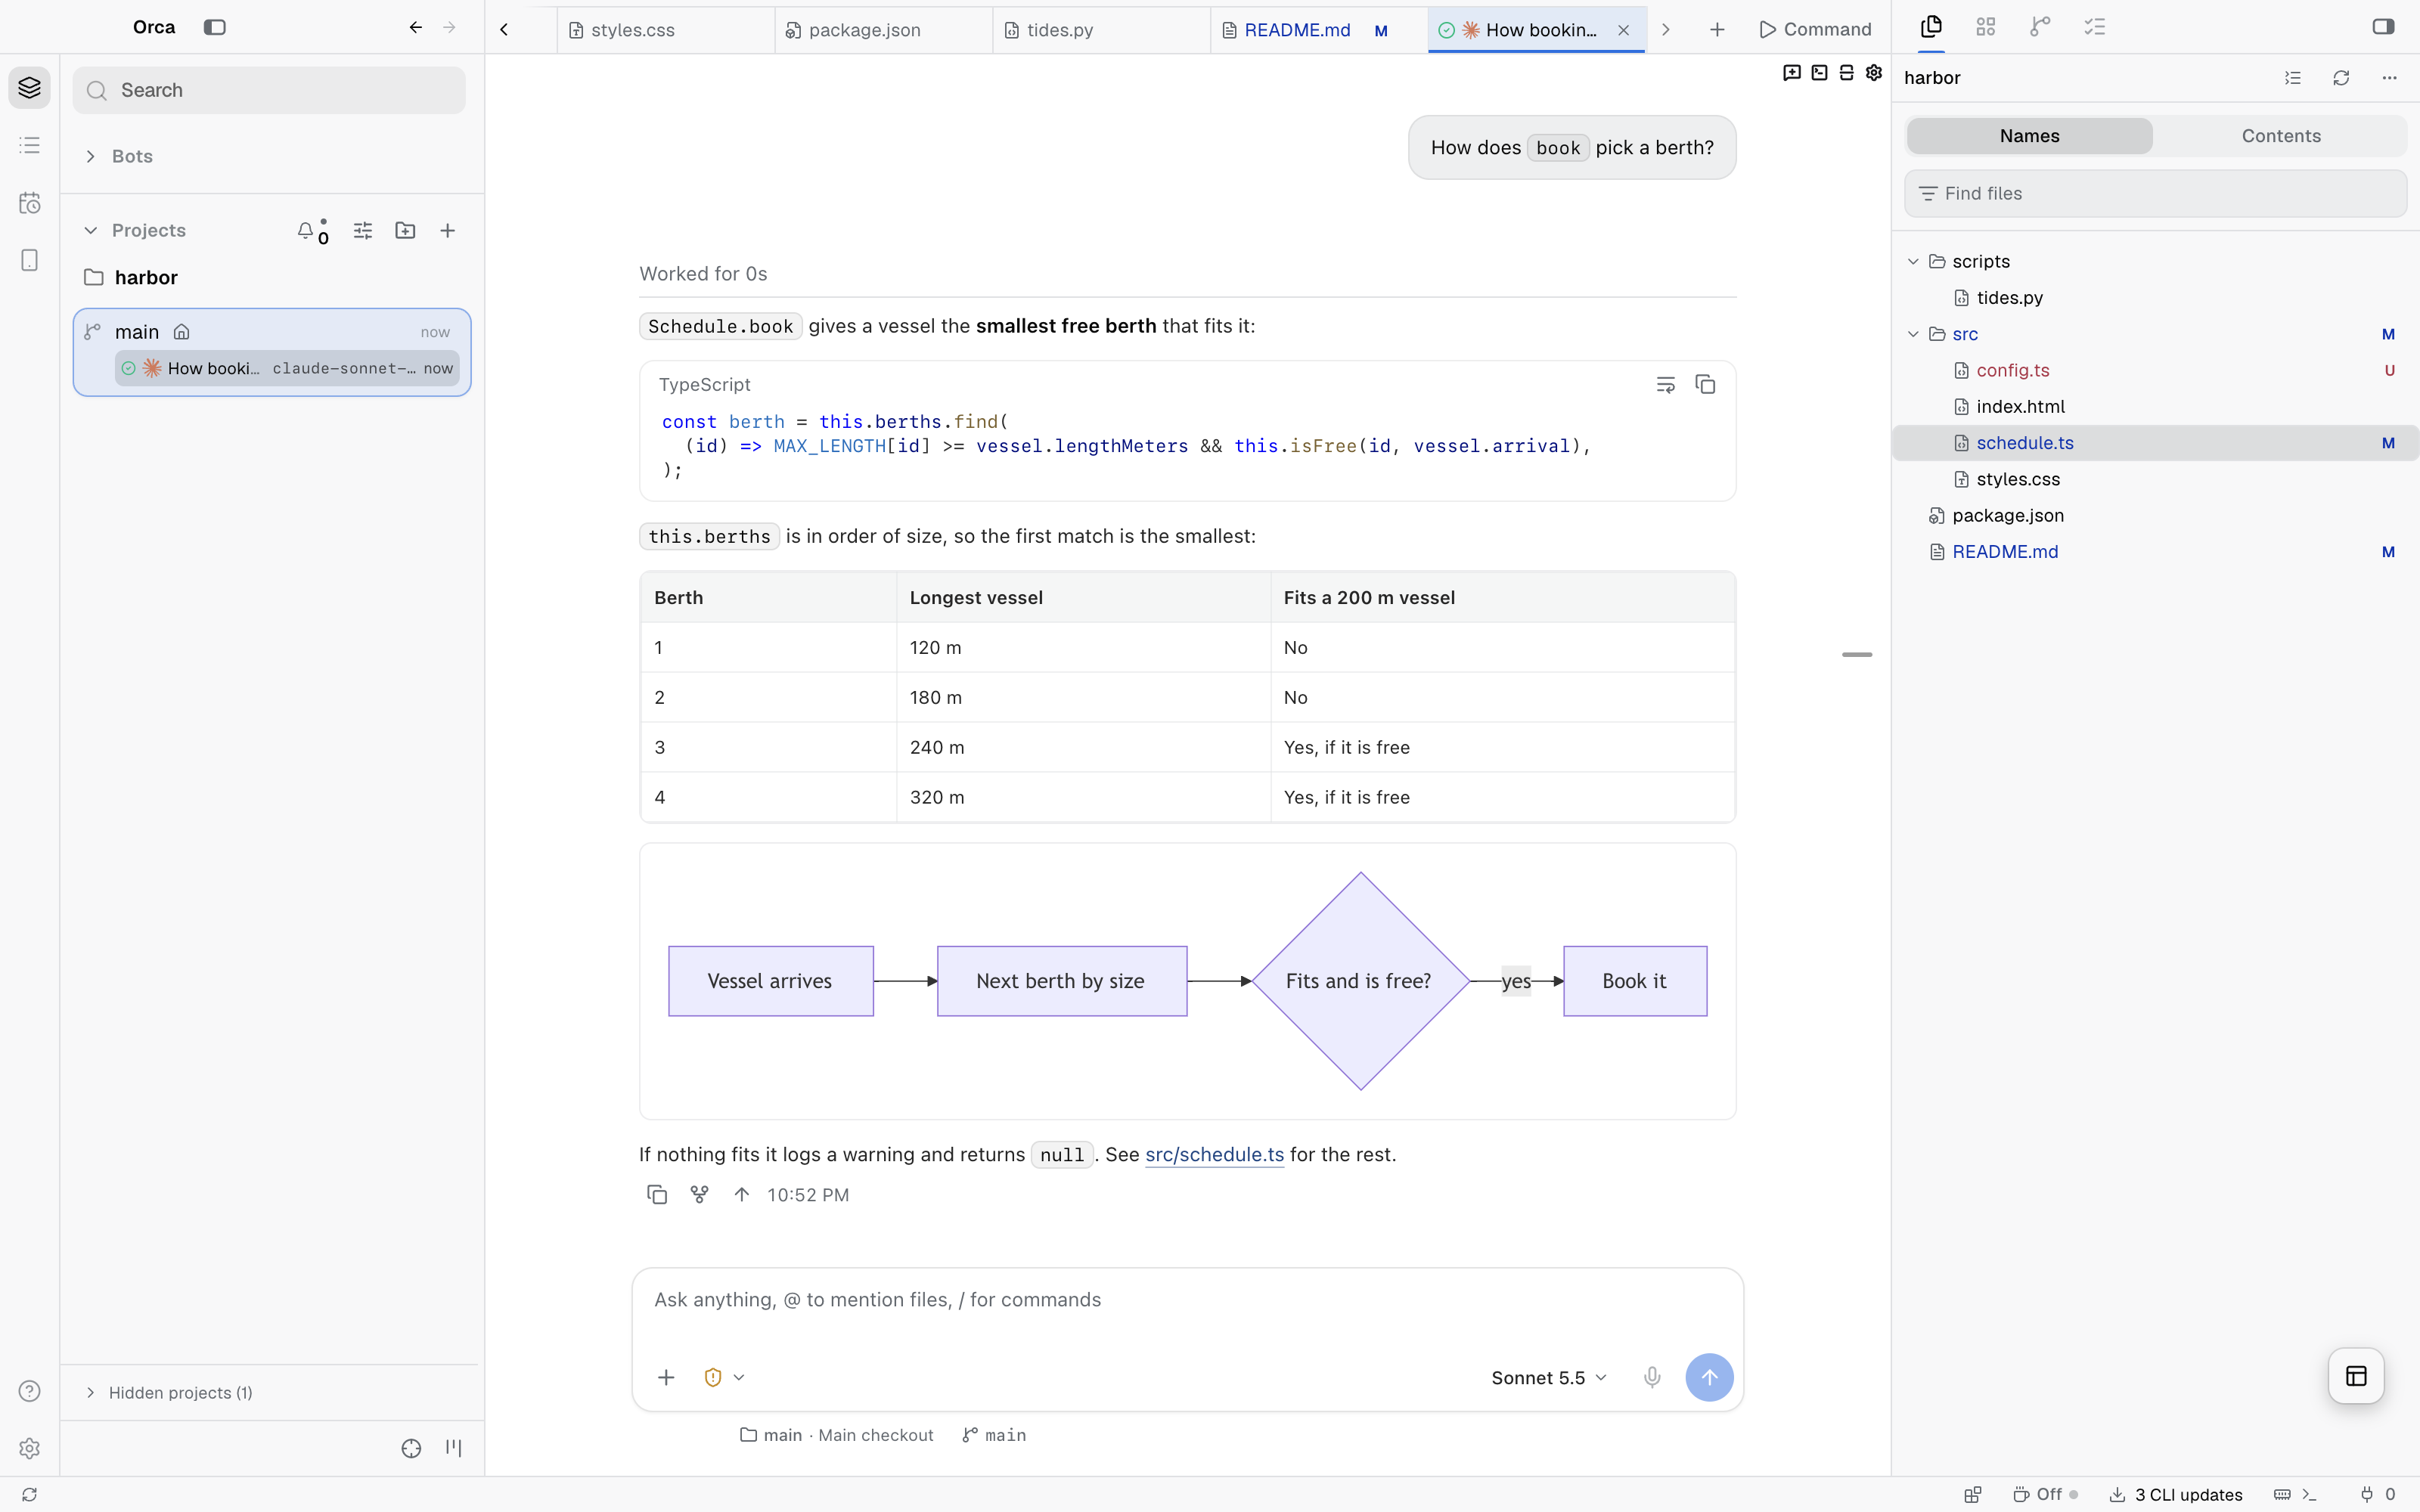 Orca
styles.css
package.json
tides.py
README.md M
How bookin...
Command
Search
Bots
Projects
0
harbor
main now
How booki... claude-sonnet-... now
Hidden projects (1)
How does book pick a berth?
Worked for 0s
Schedule.book gives a vessel the smallest free berth that fits it:
TypeScript
const berth = this.berths.find(
(id) => MAX_LENGTH[id] >= vessel.lengthMeters && this.isFree(id, vessel.arrival),
);
this.berths is in order of size, so the first match is the smallest:
Berth Longest vessel Fits a 200 m vessel
1 120 m No
2 180 m No
3 240 m Yes, if it is free
4 320 m Yes, if it is free
Vessel arrives
Next berth by size
Fits and is free?
yes
Book it
If nothing fits it logs a warning and returns null. See src/schedule.ts for the rest.
10:52 PM
Ask anything, @ to mention files, / for commands
Sonnet 5.5
main · Main checkout main
harbor
Names Contents
Find files
scripts
tides.py
src M
config.ts U
index.html
schedule.ts M
styles.css
package.json
README.md M
Off
3 CLI updates
0